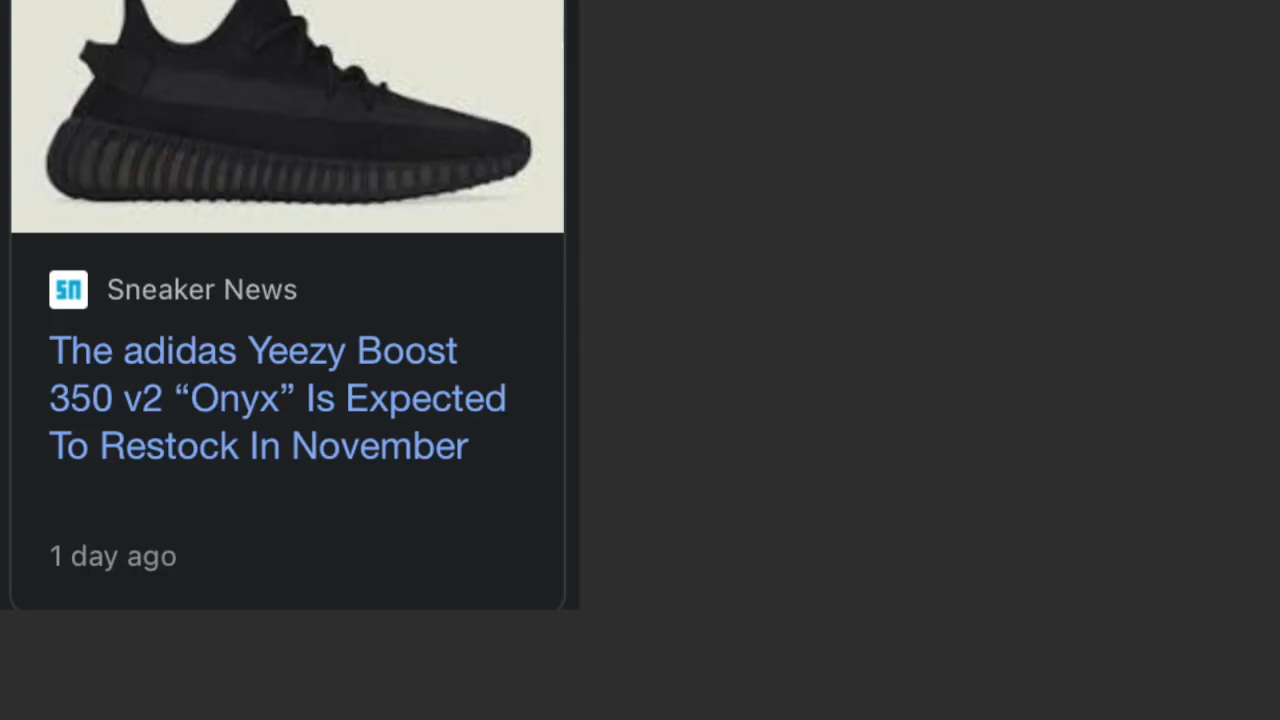 sn Sneaker News
The adidas Yeezy Boost
350 v2 “Onyx” Is Expected
To Restock In November
1 day ago